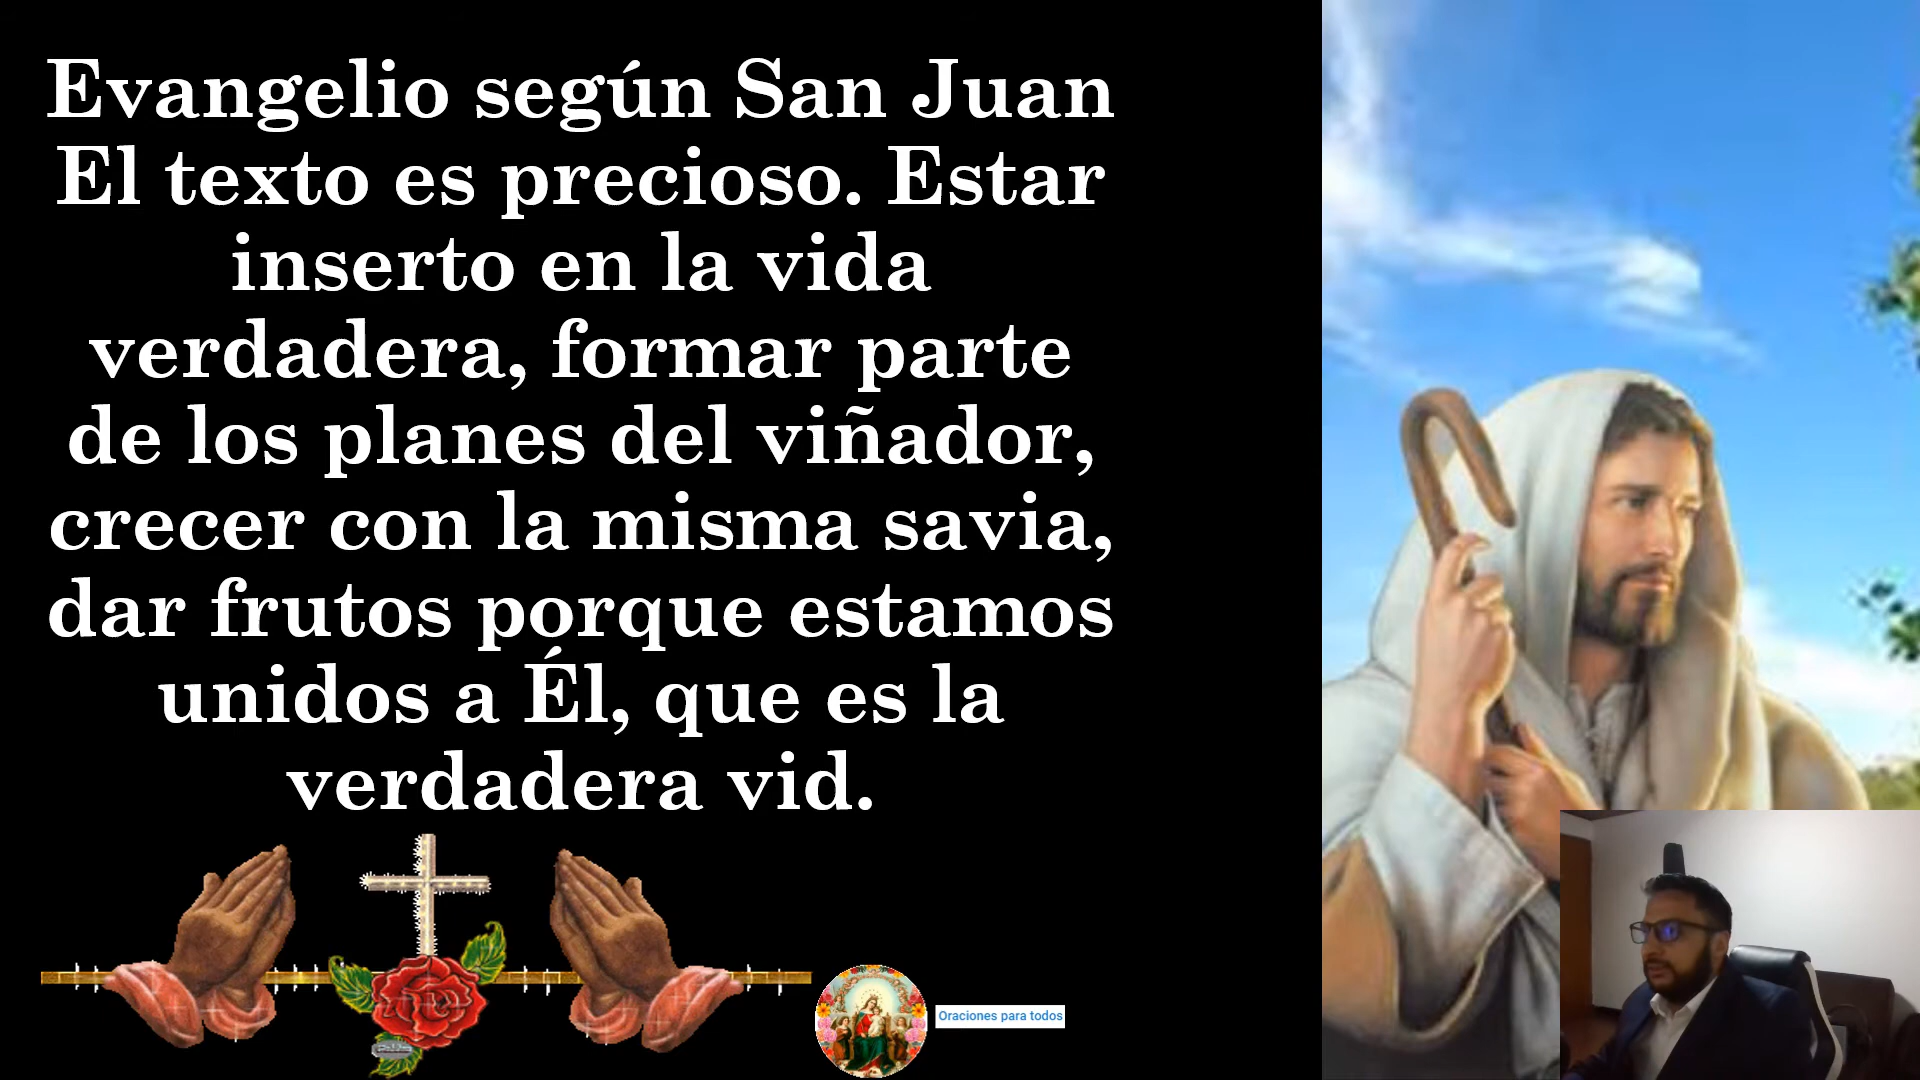 Evangelio según San Juan
El texto es precioso. Estar
inserto en la vida
verdadera, formar parte
de los planes del viñador,
crecer con la misma savia,
dar frutos porque estamos
unidos a Él, que es la
verdadera vid.
Oraciones para todos